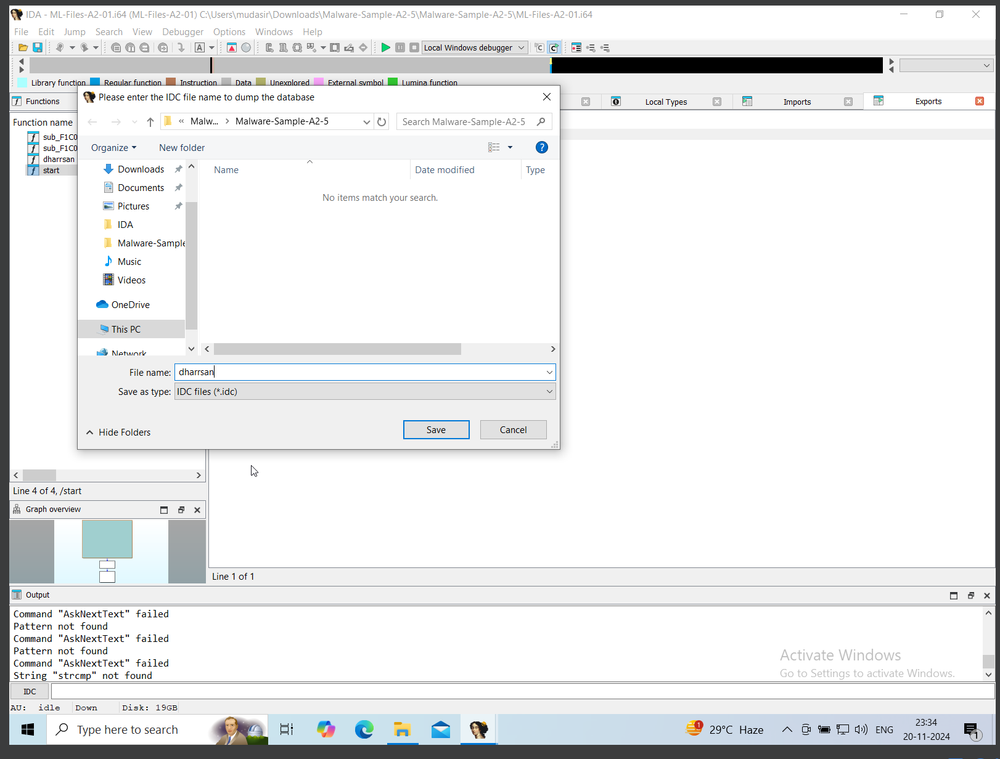 IDA - ML-Files-A2-01.i64 (ML-Files-A2-01) C:\Users\mudasir\Downloads\Malware-Sample-A2-5\Malware-Sample-A2-5\ML-Files-A2-01.i64
File Edit Jump Search View Debugger Options Windows Help
Local Windows debugger
Library function Regular function Instruction Data Unexplored External symbol Lumina function
Functions
Local Types
Imports
Exports
Function name
sub_F1C0
sub_F1C0
dharrsan
start
Please enter the IDC file name to dump the database
« Malw... > Malware-Sample-A2-5
Search Malware-Sample-A2-5
Organize
New folder
Name
Date modified
Type
No items match your search.
Downloads
Documents
Pictures
IDA
Malware-Sample
Music
Videos
OneDrive
This PC
Network
File name: dharrsan
Save as type: IDC files (*.idc)
Hide Folders
Save
Cancel
Line 4 of 4, /start
Graph overview
Line 1 of 1
Output
Command "AskNextText" failed
Pattern not found
Command "AskNextText" failed
Pattern not found
Command "AskNextText" failed
String "strcmp" not found
Activate Windows
Go to Settings to activate Windows.
IDC
AU: idle Down Disk: 19GB
Type here to search
1
29°C Haze
ENG
23:34
20-11-2024
1